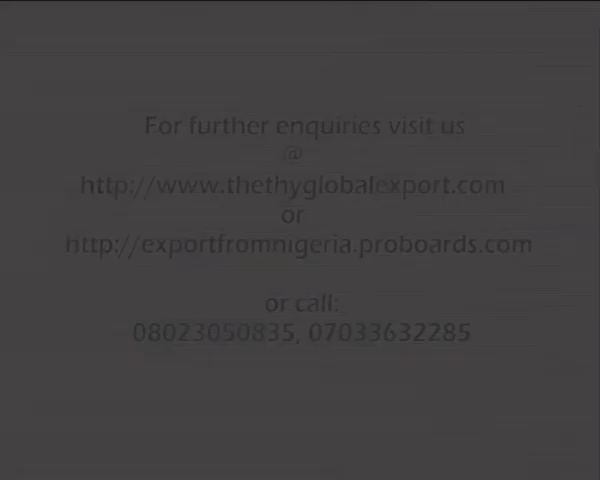 For further enquiries visit us
@
http://www.thethyglobalexport.com
or
http://exportfromnigeria.proboards.com
or call:
08023050835, 07033632285